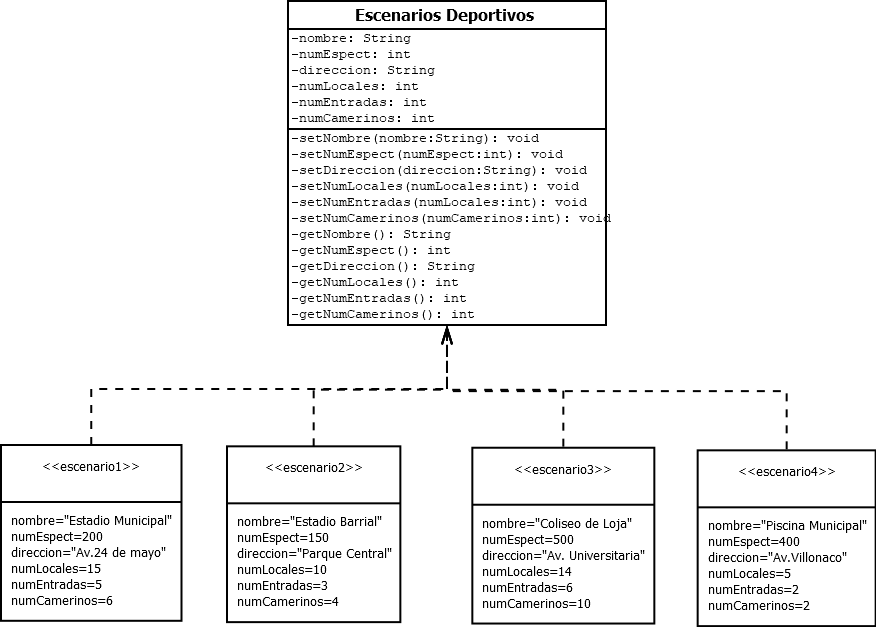 Escenarios Deportivos
-nombre: String
-numEspect: int
-direccion: String
-numLocales: int
-numEntradas: int
-numCamerinos: int
-setNombre(nombre:String): void
-setNumEspect(numEspect:int): void
-setDireccion(direccion:String): void
-setNumLocales(numLocales:int): void
-setNumEntradas(numLocales:int): void
-setNumCamerinos(numCamerinos:int): void
-getNombre(): String
-getNumEspect(): int
-getDireccion(): String
-getNumLocales(): int
-getNumEntradas(): int
-getNumCamerinos(): int
<<escenario1>>
nombre="Estadio Municipal"
numEspect=200
direccion="Av.24 de mayo"
numLocales=15
numEntradas=5
numCamerinos=6
<<escenario2>>
nombre="Estadio Barrial"
numEspect=150
direccion="Parque Central"
numLocales=10
numEntradas=3
numCamerinos=4
<<escenario3>>
nombre="Coliseo de Loja"
numEspect=500
direccion="Av. Universitaria"
numLocales=14
numEntradas=6
numCamerinos=10
<<escenario4>>
nombre="Piscina Municipal"
numEspect=400
direccion="Av.Villonaco"
numLocales=5
numEntradas=2
numCamerinos=2